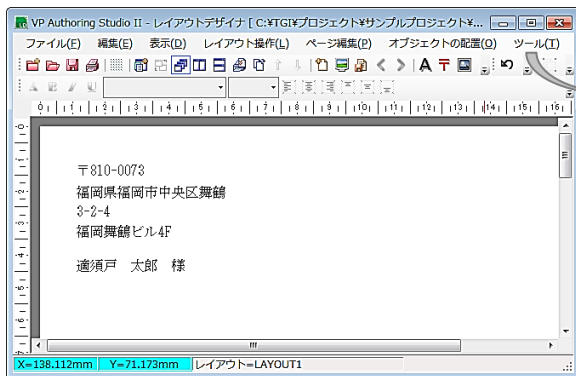 VP Authoring Studio II - レイアウトデザイナ [ C:¥TGI¥プロジェクト¥サンプルプロジェクト¥...
ファイル(F) 編集(E) 表示(D) レイアウト操作(L) ページ編集(P) オブジェクトの配置(O) ツール(T)
〒810-0073
福岡県福岡市中央区舞鶴
3-2-4
福岡舞鶴ビル4F
適須戸 太郎 様
X=138.112mm Y=71.173mm レイアウト=LAYOUT1